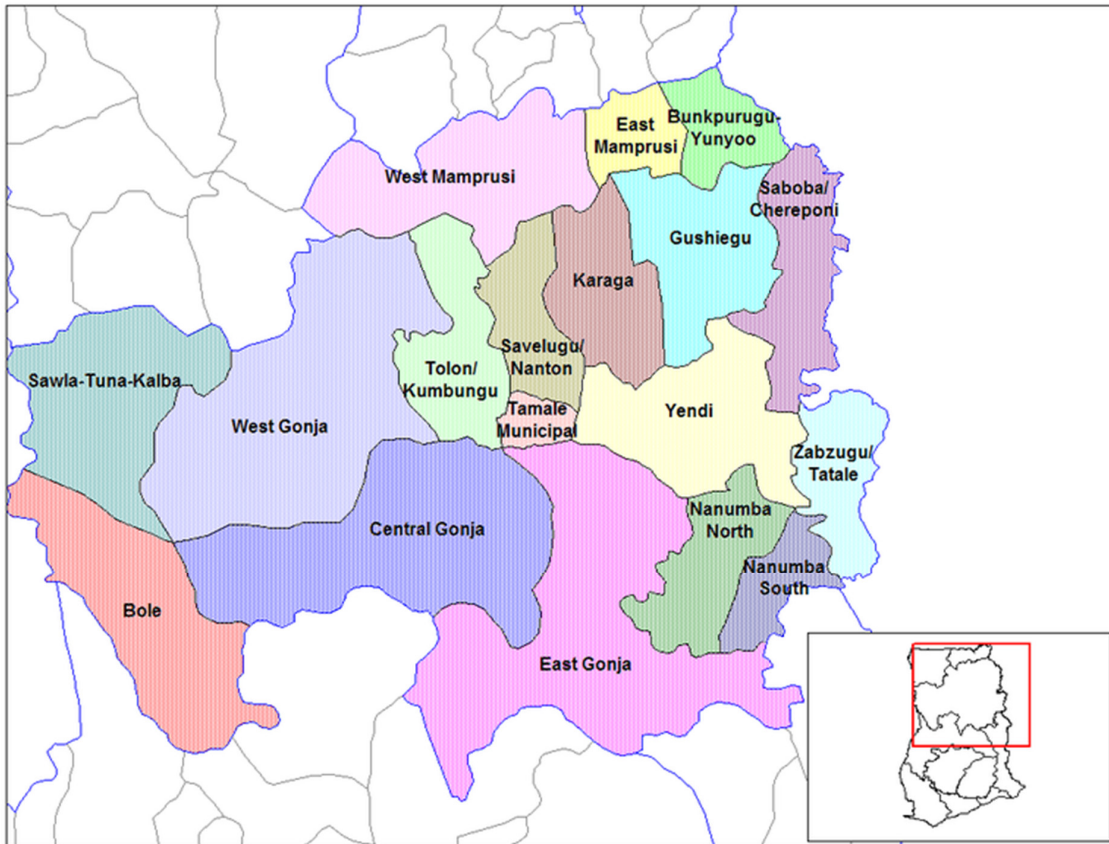 Bunkpurugu-
Yunyoo
East
Mamprusi
West Mamprusi
Saboba/
Chereponi
Gushiegu
Karaga
Savelugu/
Nanton
Tolon/
Kumbungu
Sawla-Tuna-Kalba
West Gonja
Tamale
Municipal
Yendi
Zabzugu/
Tatale
Nanumba
North
Central Gonja
Nanumba
South
Bole
East Gonja